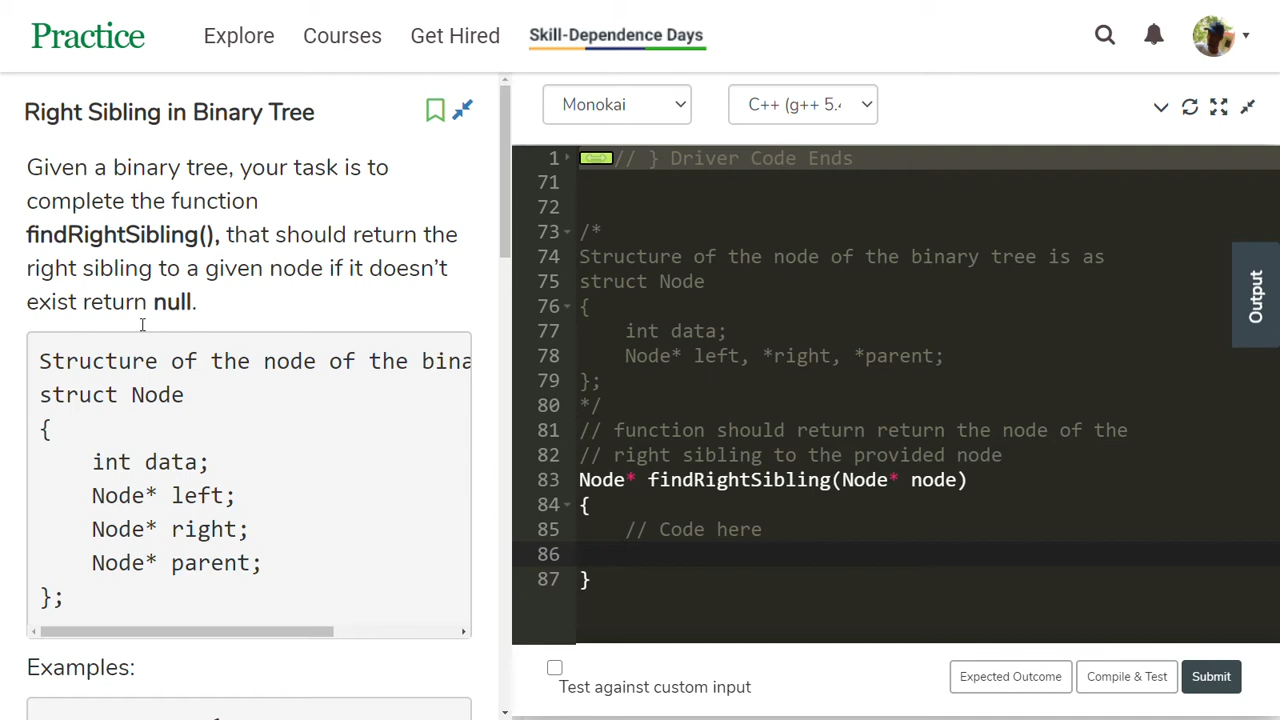 Practice
Explore
Courses
Get Hired
Skill-Dependence Days
Right Sibling in Binary Tree
Given a binary tree, your task is to
complete the function
findRightSibling(), that should return the
right sibling to a given node if it doesn't
exist return null.
Structure of the node of the bina
struct Node
{
int data;
Node* left;
Node* right;
Node* parent;
};
Examples:
Monokai
C++ (g++ 5.4
1 // } Driver Code Ends
71
72
73 /*
74 Structure of the node of the binary tree is as
75 struct Node
76 {
77 int data;
78 Node* left, *right, *parent;
79 };
80 */
81 // function should return return the node of the
82 // right sibling to the provided node
83 Node* findRightSibling(Node* node)
84 {
85 // Code here
86
87 }
Output
Test against custom input
Expected Outcome
Compile & Test
Submit